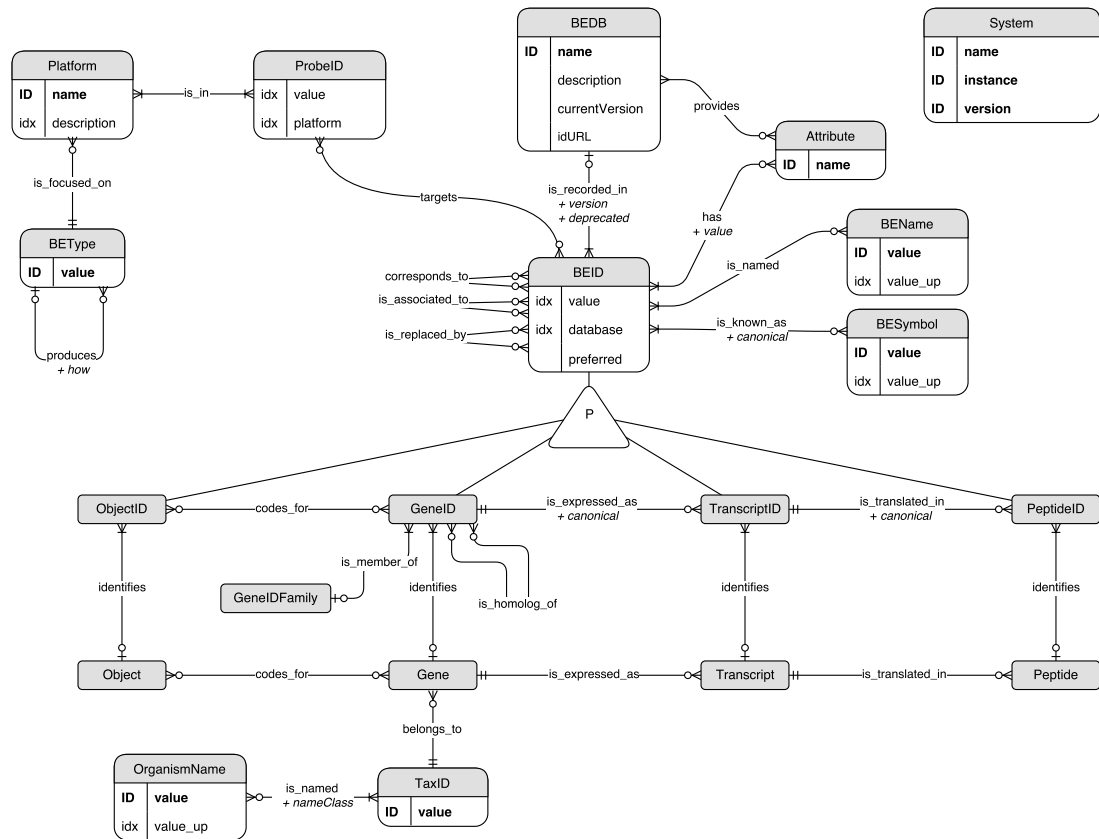 BEDB
ID name
description
currentVersion
idURL
System
ID name
ID instance
ID version
Platform
ID name
idx description
is_in
ProbeID
idx value
idx platform
provides
Attribute
ID name
is_focused_on
targets
is_recorded_in
+ version
+ deprecated
has
+ value
BEType
ID value
produces
+ how
BEName
ID value
idx value_up
is_named
corresponds_to
is_associated_to
is_replaced_by
BEID
idx value
idx database
preferred
is_known_as
+ canonical
BESymbol
ID value
idx value_up
P
ObjectID
codes_for
GeneID
is_expressed_as
+ canonical
TranscriptID
is_translated_in
+ canonical
PeptideID
is_member_of
GeneIDFamily
identifies
identifies
is_homolog_of
identifies
identifies
Object
codes_for
Gene
is_expressed_as
Transcript
is_translated_in
Peptide
belongs_to
OrganismName
ID value
idx value_up
is_named
+ nameClass
TaxID
ID value